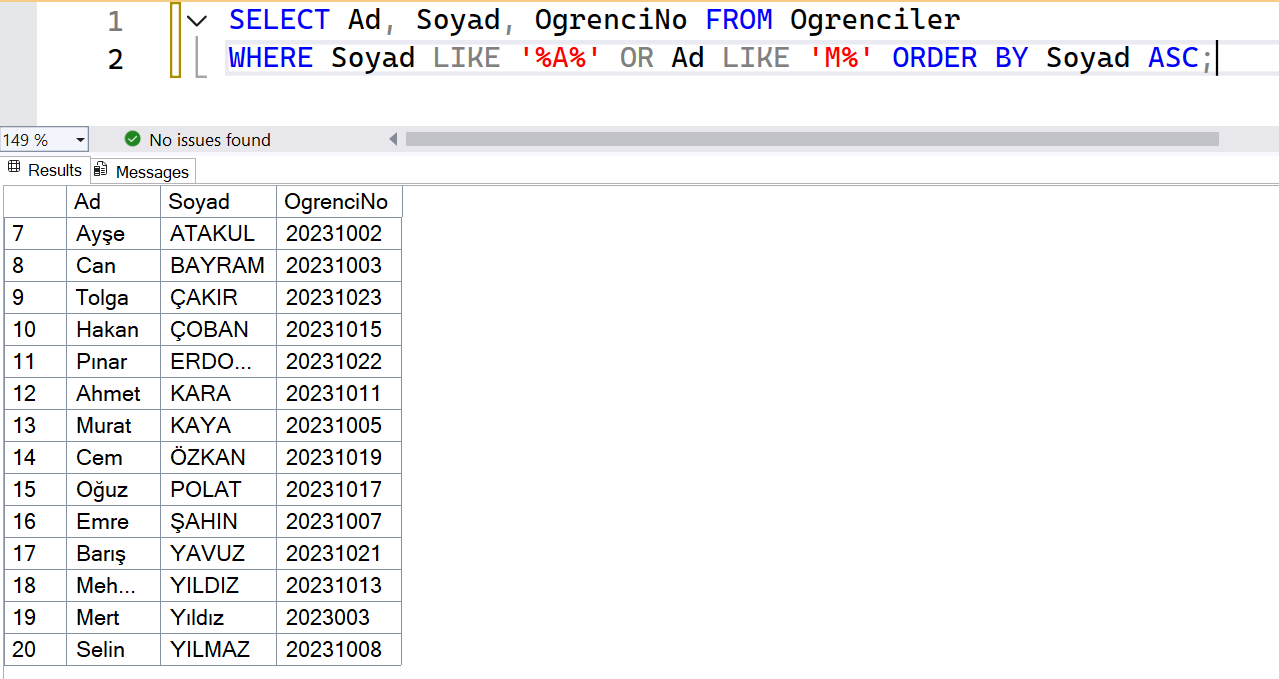 1 SELECT Ad, Soyad, OgrenciNo FROM Ogrenciler
2 WHERE Soyad LIKE '%A%' OR Ad LIKE 'M%' ORDER BY Soyad ASC;
149 % No issues found
Results Messages
Ad Soyad OgrenciNo
7 Ayşe ATAKUL 20231002
8 Can BAYRAM 20231003
9 Tolga ÇAKIR 20231023
10 Hakan ÇOBAN 20231015
11 Pınar ERDO... 20231022
12 Ahmet KARA 20231011
13 Murat KAYA 20231005
14 Cem ÖZKAN 20231019
15 Oğuz POLAT 20231017
16 Emre ŞAHIN 20231007
17 Barış YAVUZ 20231021
18 Meh... YILDIZ 20231013
19 Mert Yıldız 2023003
20 Selin YILMAZ 20231008